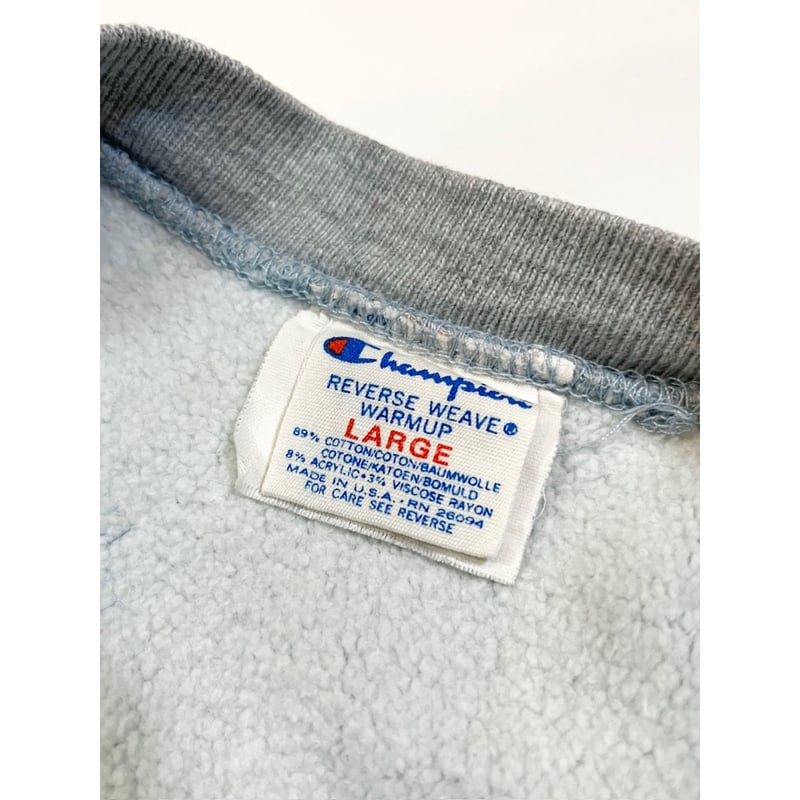 Champion
REVERSE WEAVE®
WARMUP
LARGE
89% COTTON/COTON/BAUMWOLLE
COTONE/KATOEN/BOMULD
8% ACRYLIC•3% VISCOSE RAYON
MADE IN U.S.A.•RN 26094
FOR CARE SEE REVERSE